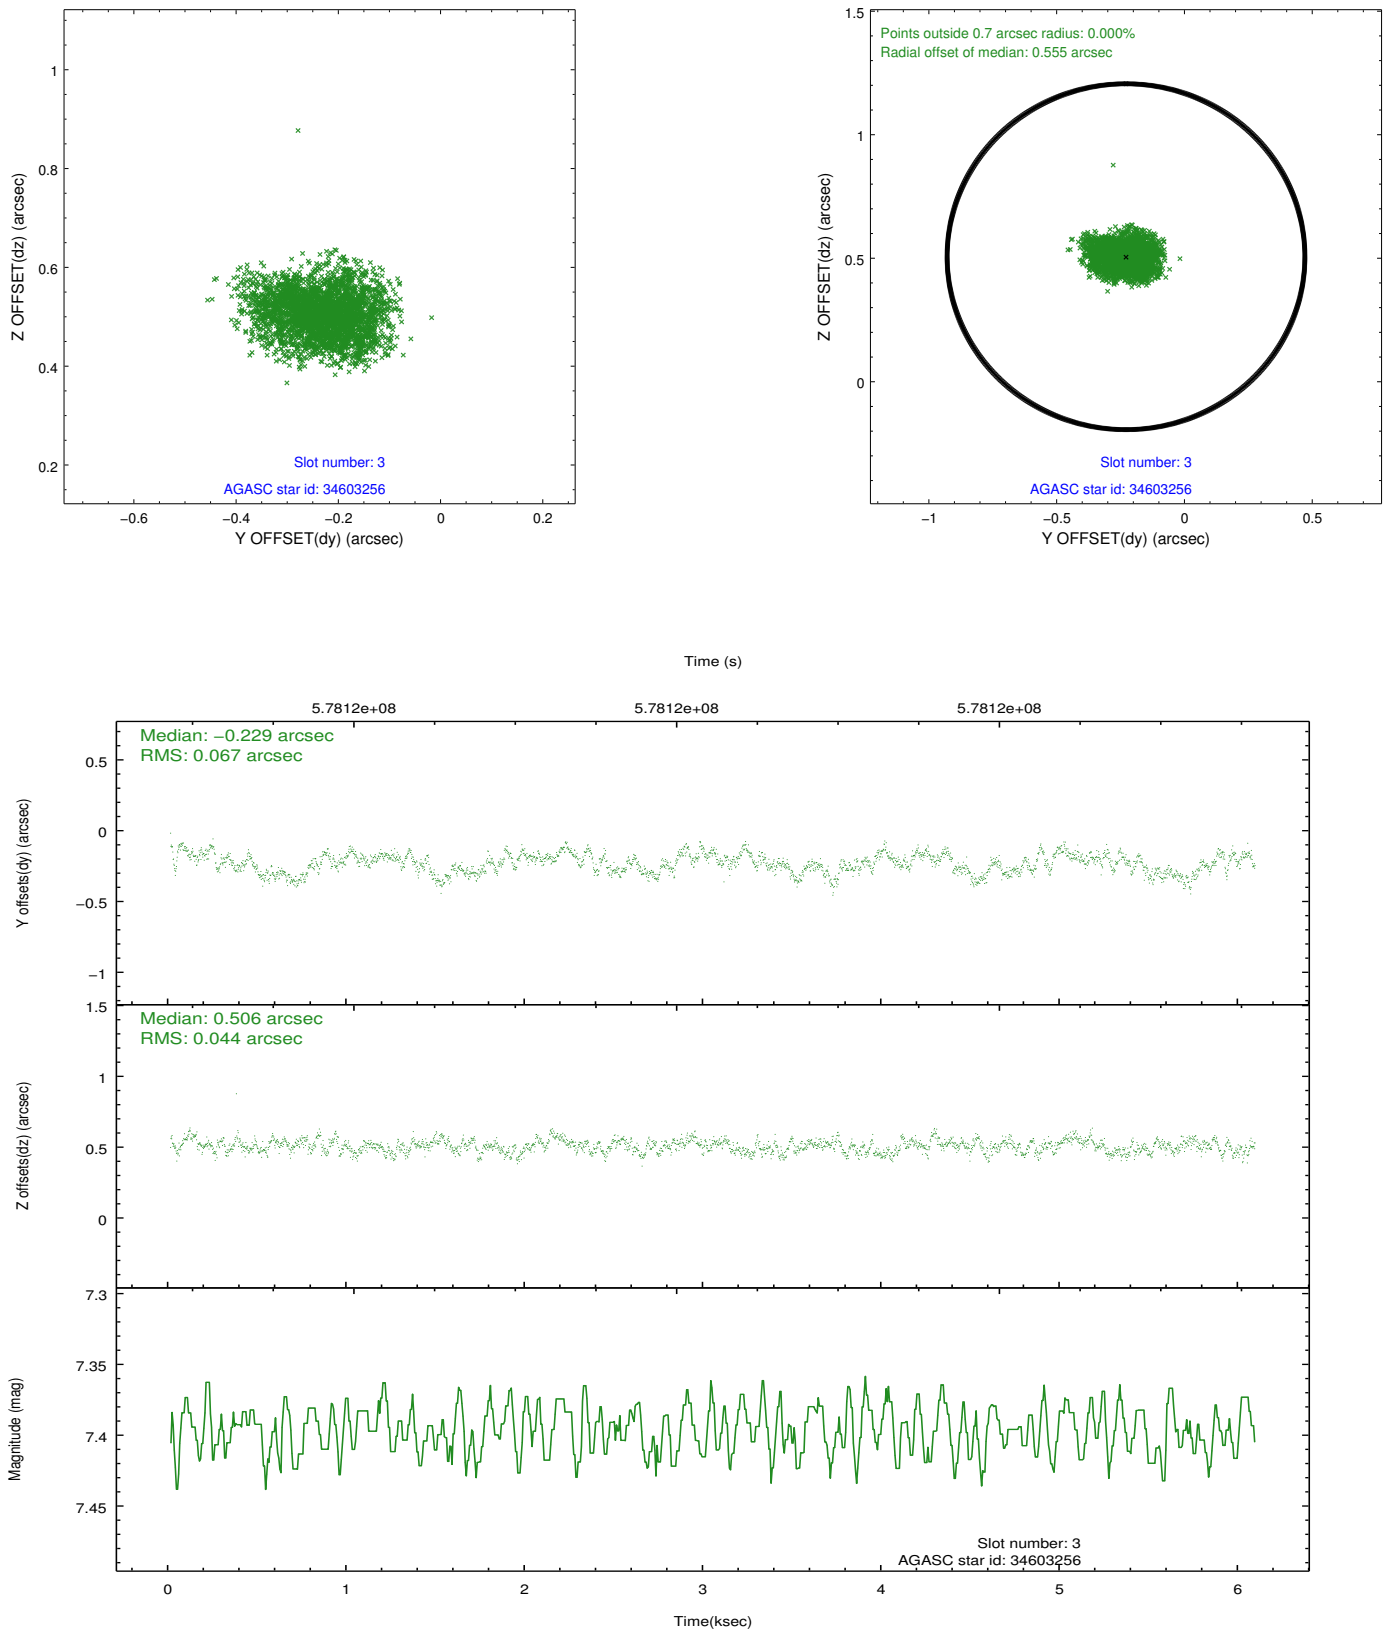 1
0.8
0.6
0.4
0.2
−0.6
−0.4
−0.2
0
0.2
Z OFFSET(dz) (arcsec)
Y OFFSET(dy) (arcsec)
Slot number: 3
AGASC star id: 34603256
1.5
1
0.5
0
−1
−0.5
0
0.5
Z OFFSET(dz) (arcsec)
Y OFFSET(dy) (arcsec)
Points outside 0.7 arcsec radius: 0.000%
Radial offset of median: 0.555 arcsec
Slot number: 3
AGASC star id: 34603256
Time (s)
5.7812e+08
5.7812e+08
5.7812e+08
Median: −0.229 arcsec
RMS: 0.067 arcsec
0.5
0
−0.5
−1
Y offsets(dy) (arcsec)
Median: 0.506 arcsec
RMS: 0.044 arcsec
1.5
1
0.5
0
Z offsets(dz) (arcsec)
7.3
7.35
7.4
7.45
Magnitude (mag)
Slot number: 3
AGASC star id: 34603256
0
1
2
3
4
5
6
Time(ksec)